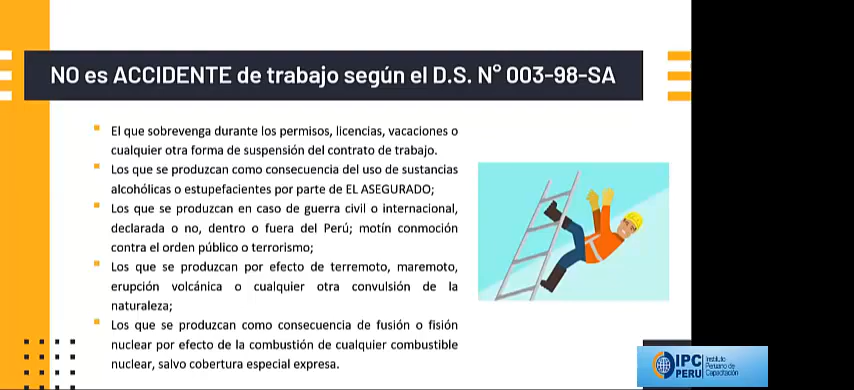 NO es ACCIDENTE de trabajo según el D.S. N° 003-98-SA
El que sobrevenga durante los permisos, licencias, vacaciones o
cualquier otra forma de suspensión del contrato de trabajo.
Los que se produzcan como consecuencia del uso de sustancias
alcohólicas o estupefacientes por parte de EL ASEGURADO;
Los que se produzcan en caso de guerra civil o internacional,
declarada o no, dentro o fuera del Perú; motín conmoción
contra el orden público o terrorismo;
Los que se produzcan por efecto de terremoto, maremoto,
erupción volcánica o cualquier otra convulsión de la
naturaleza;
Los que se produzcan como consecuencia de fusión o fisión
nuclear por efecto de la combustión de cualquier combustible
nuclear, salvo cobertura especial expresa.
IPC
PERU
Instituto
Peruano de
Capacitación